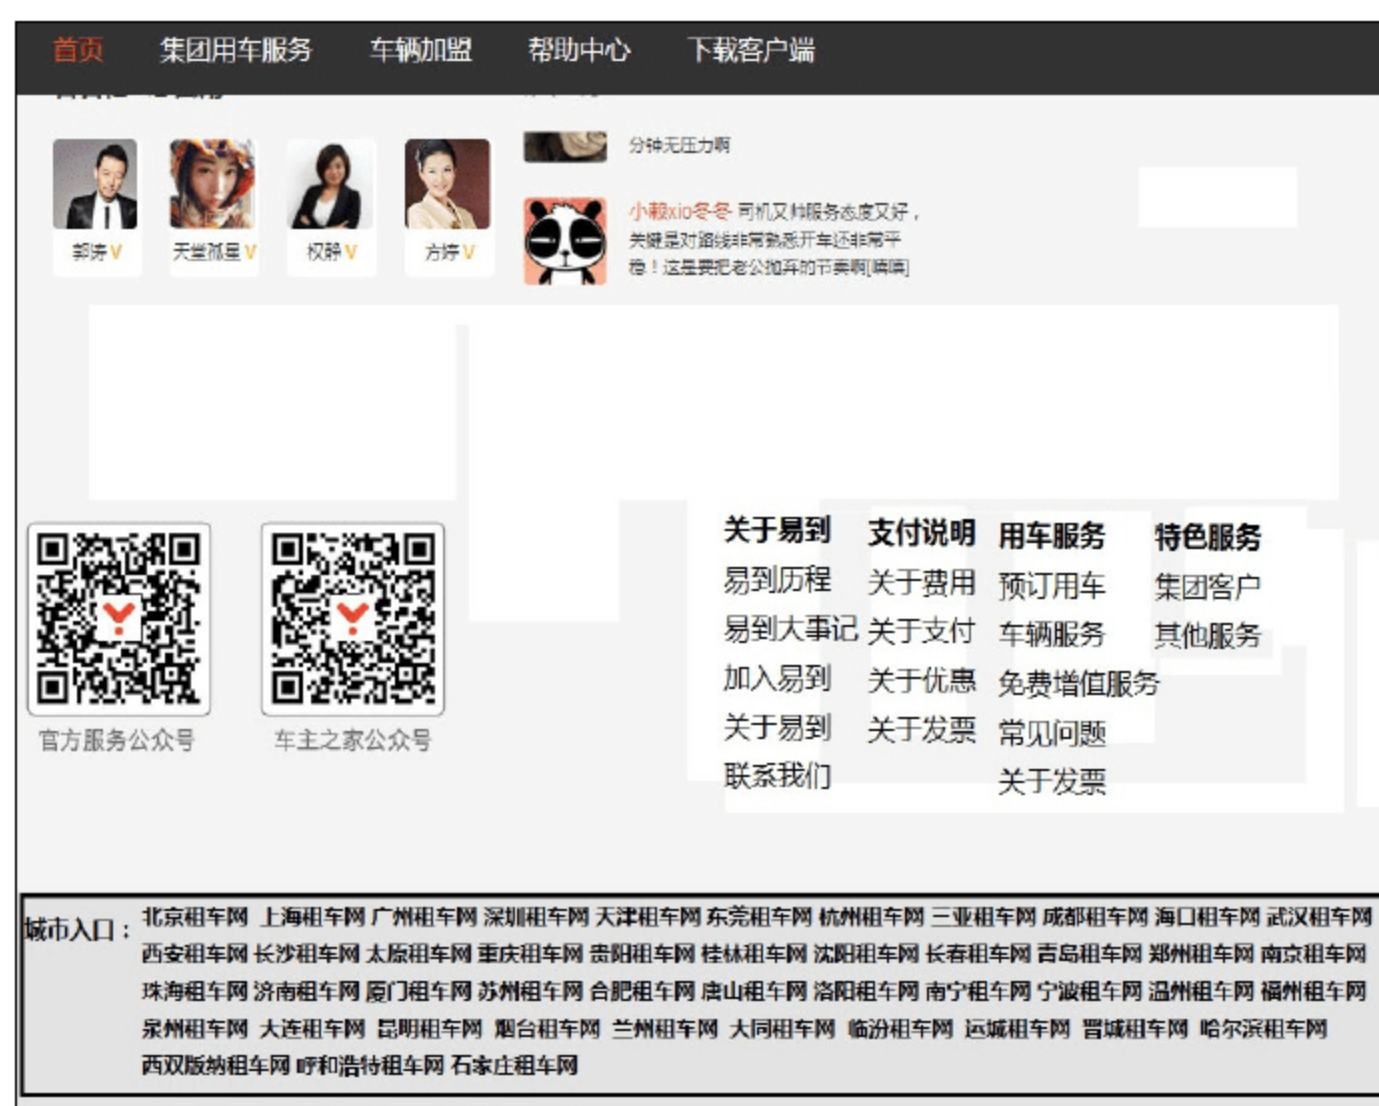 首页 集团用车服务 车辆加盟 帮助中心 下载客户端
分钟无压力啊
郭涛V 天堂孤星V 权静V 方婷V
小赖xio冬冬 司机又帅服务态度又好，
关键是对路线非常熟悉开车还非常平
稳！这是要把老公抛弃的节奏啊[嘻嘻]
官方服务公众号 车主之家公众号
关于易到
易到历程
易到大事记
加入易到
关于易到
联系我们
支付说明
关于费用
关于支付
关于优惠
关于发票
用车服务
预订用车
车辆服务
免费增值服务
常见问题
关于发票
特色服务
集团客户
其他服务
城市入口：
北京租车网 上海租车网 广州租车网 深圳租车网 天津租车网 东莞租车网 杭州租车网 三亚租车网 成都租车网 海口租车网 武汉租车网
西安租车网 长沙租车网 太原租车网 重庆租车网 贵阳租车网 桂林租车网 沈阳租车网 长春租车网 青岛租车网 郑州租车网 南京租车网
珠海租车网 济南租车网 厦门租车网 苏州租车网 合肥租车网 唐山租车网 洛阳租车网 南宁租车网 宁波租车网 温州租车网 福州租车网
泉州租车网 大连租车网 昆明租车网 烟台租车网 兰州租车网 大同租车网 临汾租车网 运城租车网 晋城租车网 哈尔滨租车网
西双版纳租车网 呼和浩特租车网 石家庄租车网